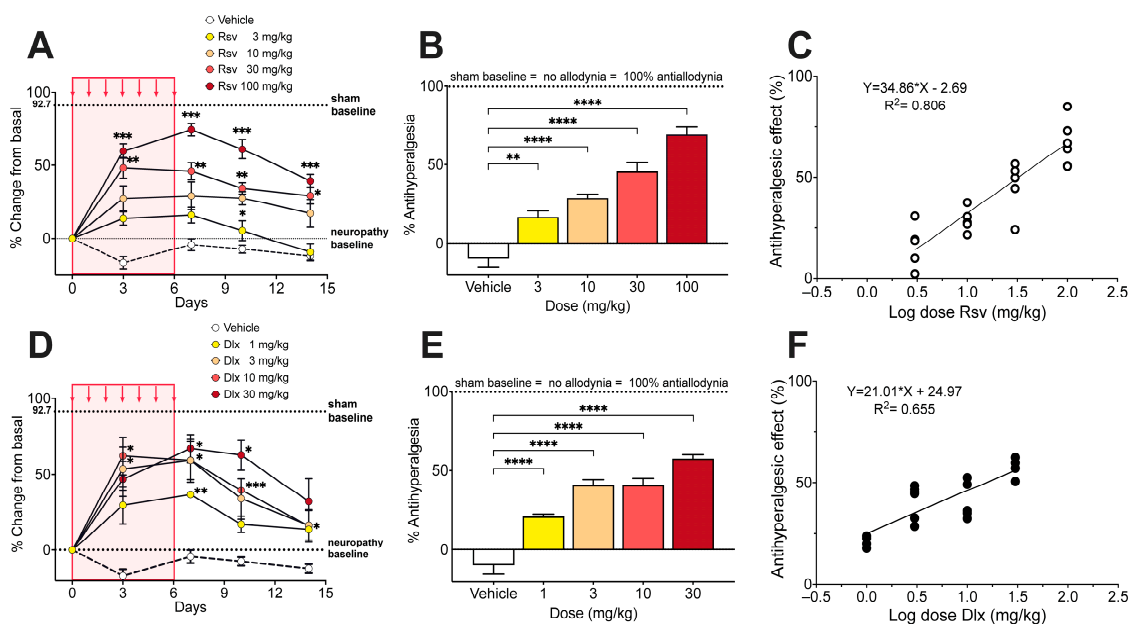 A
Vehicle
Rsv 3 mg/kg
Rsv 10 mg/kg
Rsv 30 mg/kg
Rsv 100 mg/kg
% Change from basal
100
92.7
50
0
sham
baseline
neuropathy
baseline
***
**
***
**
***
**
*
***
*
0 3 6 9 12 15
Days
B
sham baseline = no allodynia = 100% antiallodynia
% Antihyperalgesia
100
50
0
****
****
****
**
Vehicle 3 10 30 100
Dose (mg/kg)
C
Antihyperalgesic effect (%)
100
50
0
Y=34.86*X - 2.69
R2= 0.806
−0.5 0.0 0.5 1.0 1.5 2.0 2.5
Log dose Rsv (mg/kg)
D
Vehicle
Dlx 1 mg/kg
Dlx 3 mg/kg
Dlx 10 mg/kg
Dlx 30 mg/kg
% Change from basal
100
92.7
50
0
sham
baseline
neuropathy
baseline
*
*
*
*
**
*
***
*
0 3 6 9 12 15
Days
E
sham baseline = no allodynia = 100% antiallodynia
% Antihyperalgesia
100
50
0
****
****
****
****
Vehicle 1 3 10 30
Dose (mg/kg)
F
Antihyperalgesic effect (%)
100
50
0
Y=21.01*X + 24.97
R2= 0.655
−0.5 0.0 0.5 1.0 1.5 2.0 2.5
Log dose Dlx (mg/kg)